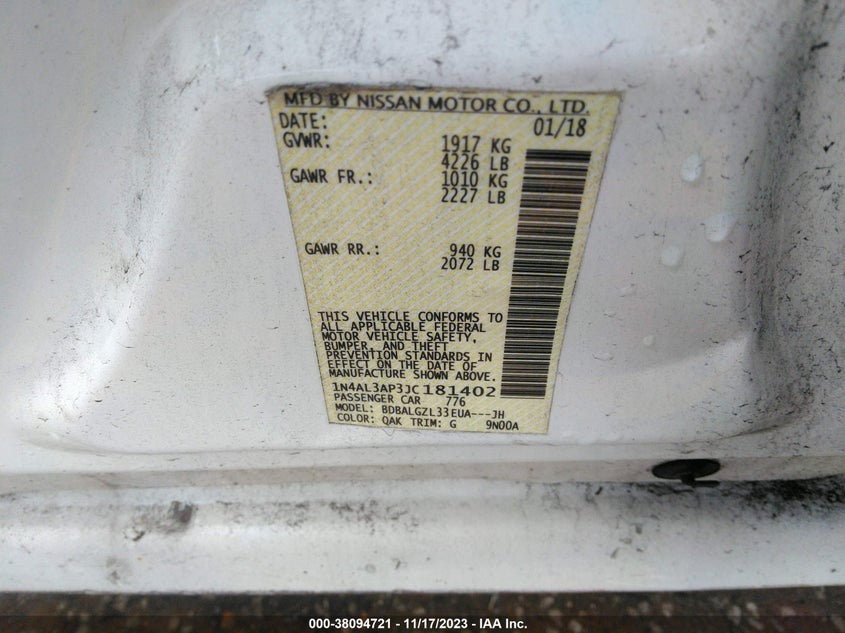 MFD BY NISSAN MOTOR CO., LTD.
DATE: 01/18
GVWR: 1917 KG
4226 LB
GAWR FR.: 1010 KG
2227 LB
GAWR RR.: 940 KG
2072 LB
THIS VEHICLE CONFORMS TO
ALL APPLICABLE FEDERAL
MOTOR VEHICLE SAFETY,
BUMPER, AND THEFT
PREVENTION STANDARDS IN
EFFECT ON THE DATE OF
MANUFACTURE SHOWN ABOVE.
1N4AL3AP3JC181402
PASSENGER CAR 776
MODEL: BDBALGZL33EUA---JH
COLOR: QAK TRIM: G 9N00A
000-38094721 - 11/17/2023 - IAA Inc.